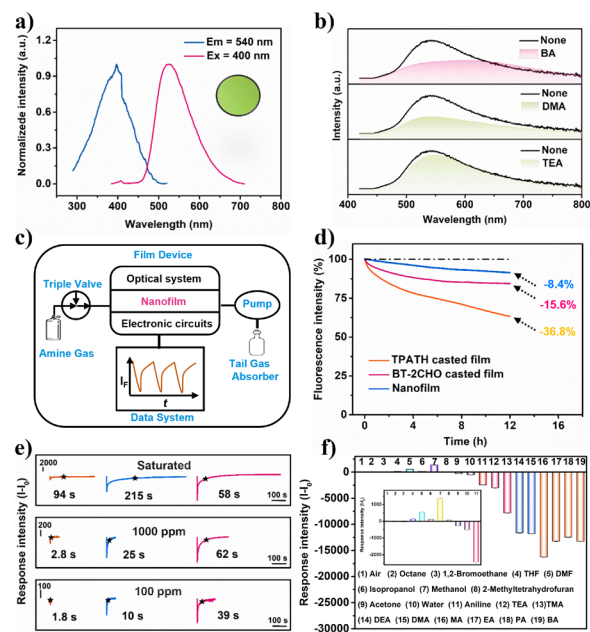 a)
Normalizede intensity (a.u.)
1.2
0.9
0.6
0.3
0.0
Em = 540 nm
Ex = 400 nm
300 400 500 600 700 800
Wavelength (nm)
b)
Intensity (a.u.)
None
BA
None
DMA
None
TEA
400 500 600 700 800
Wavelength (nm)
c)
Film Device
Triple Valve
Optical system
Nanofilm
Electronic circuits
Pump
Amine Gas
Tail Gas
Absorber
I_F
t
Data System
d)
Fluorescence intensity (%)
100
75
50
25
0
-8.4%
-15.6%
-36.8%
TPATH casted film
BT-2CHO casted film
Nanofilm
0 4 8 12 16
Time (h)
e)
Response intensity (I-I₀)
2000
Saturated
94 s 215 s 58 s
100 s
200
1000 ppm
2.8 s 25 s 62 s
100 s
100
100 ppm
1.8 s 10 s 39 s
100 s
f)
Response intensity (I-I₀)
1 2 3 4 5 6 7 8 9 10 11 12 13 14 15 16 17 18 19
5000
0
-5000
-10000
-15000
-20000
-25000
-30000
Response intensity (I-I₀)
1 2 3 4 5 6 7 8 9 10 11
1000
0
-1000
-2000
(1) Air (2) Octane (3) 1,2-Bromoethane (4) THF (5) DMF
(6) Isopropanol (7) Methanol (8) 2-Methyltetrahydrofuran
(9) Acetone (10) Water (11) Aniline (12) TEA (13)TMA
(14) DEA (15) DMA (16) MA (17) EA (18) PA (19) BA